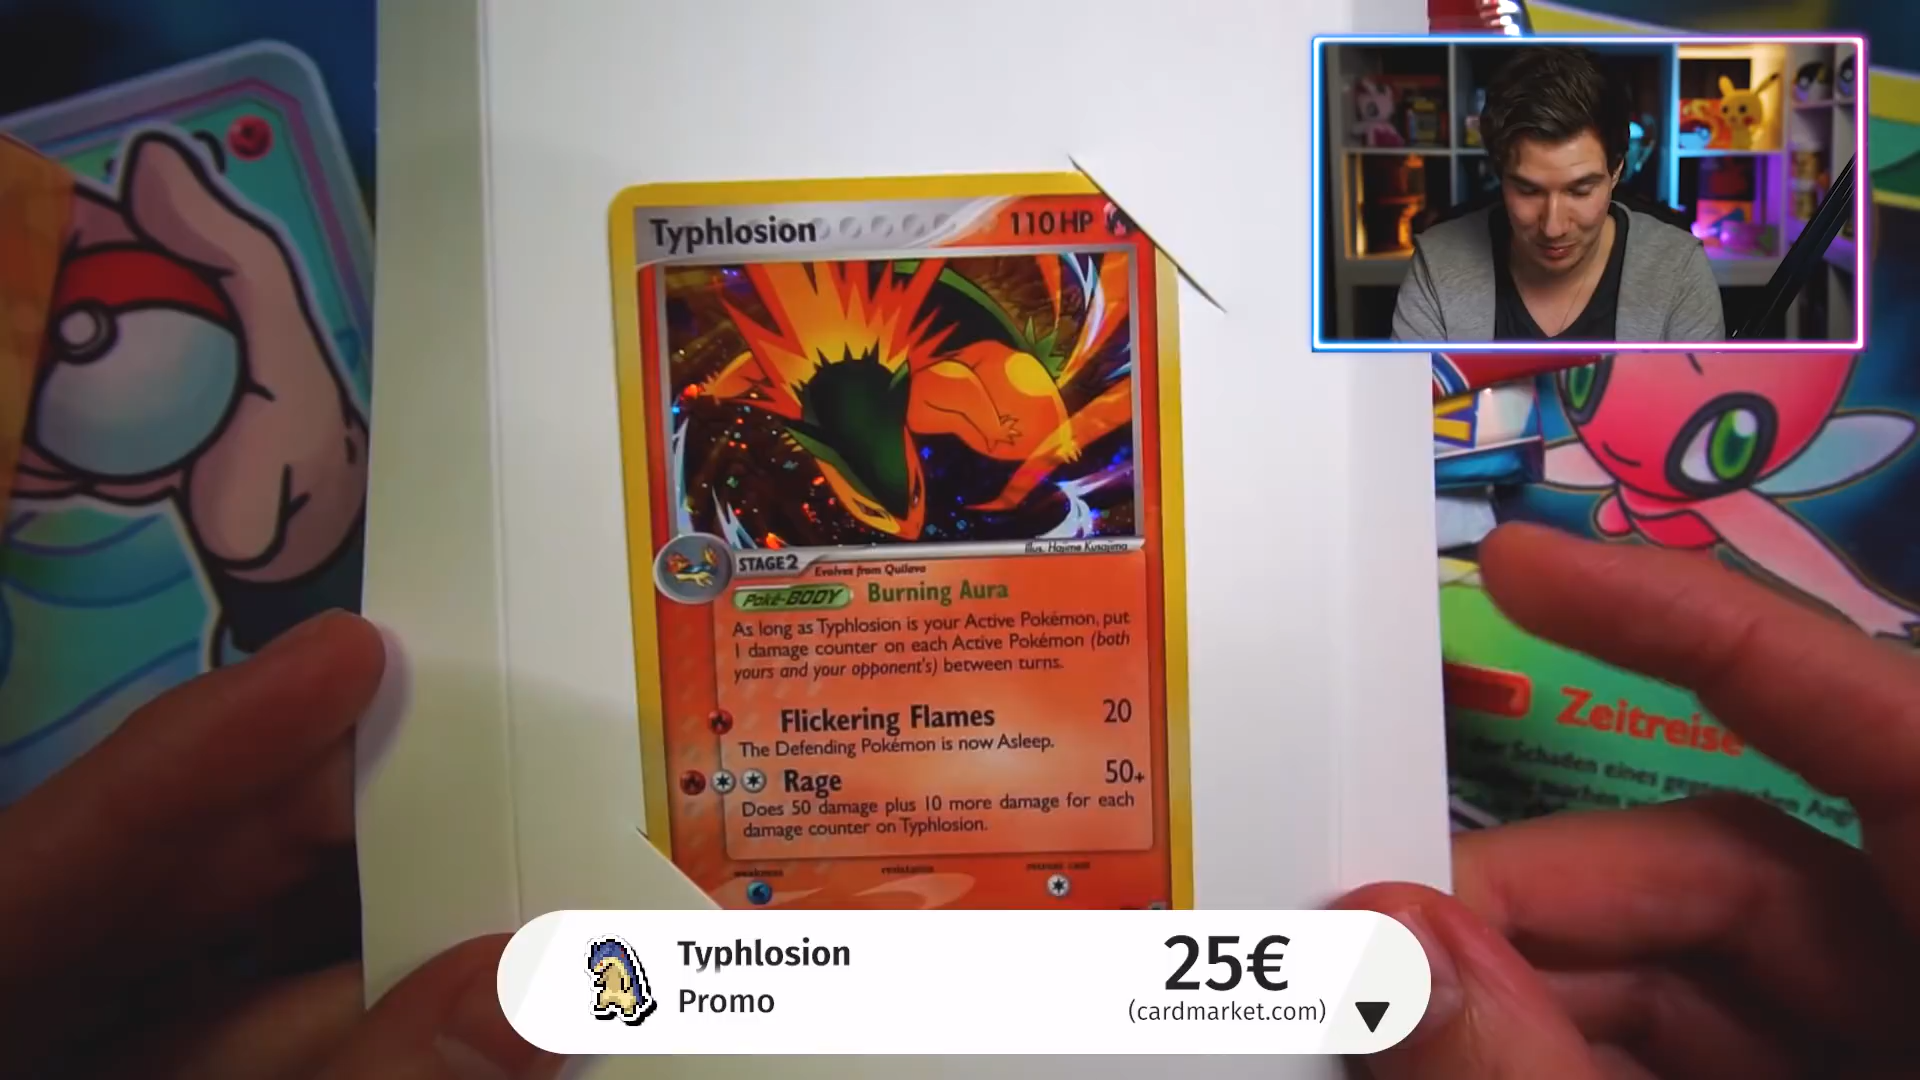 Typhlosion
110 HP
Illus. Hajime Kusajima
STAGE 2
Evolves from Quilava
Poké-BODY Burning Aura
As long as Typhlosion is your Active Pokémon, put
1 damage counter on each Active Pokémon (both
yours and your opponent's) between turns.
Flickering Flames 20
The Defending Pokémon is now Asleep.
Rage 50+
Does 50 damage plus 10 more damage for each
damage counter on Typhlosion.
weakness resistance retreat cost
Zeitreise
der Schaden eines
Typhlosion
Promo
25€
(cardmarket.com)